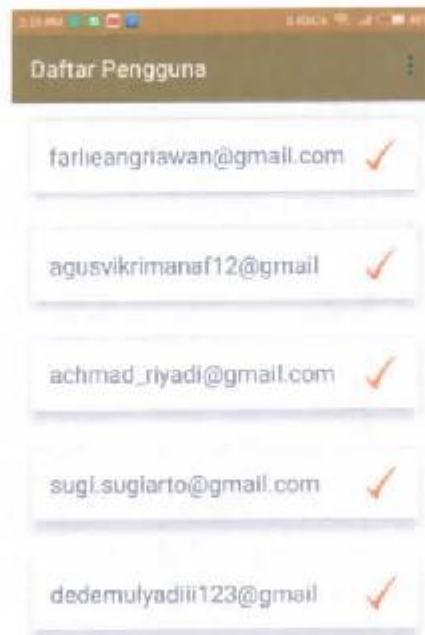 Daftar Pengguna
farlieangriawan@gmail.com
agusvikrimanaf12@gmail
achmad_riyadi@gmail.com
sugi.sugiarto@gmail.com
dedemulyadiii123@gmail